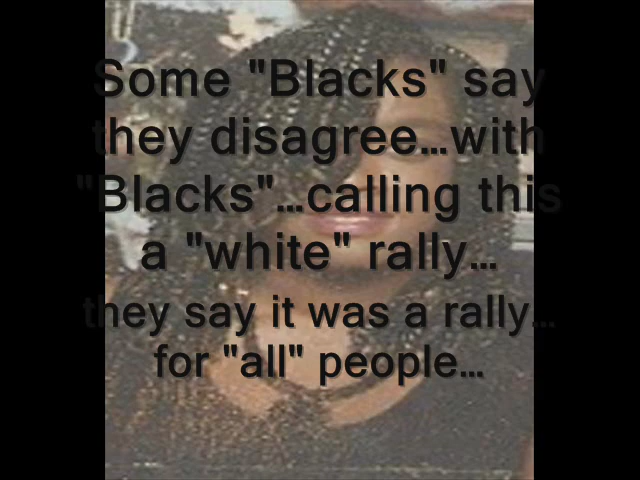 Some "Blacks" say
they disagree...with
"Blacks"...calling this
a "white" rally...
they say it was a rally...
for "all" people...